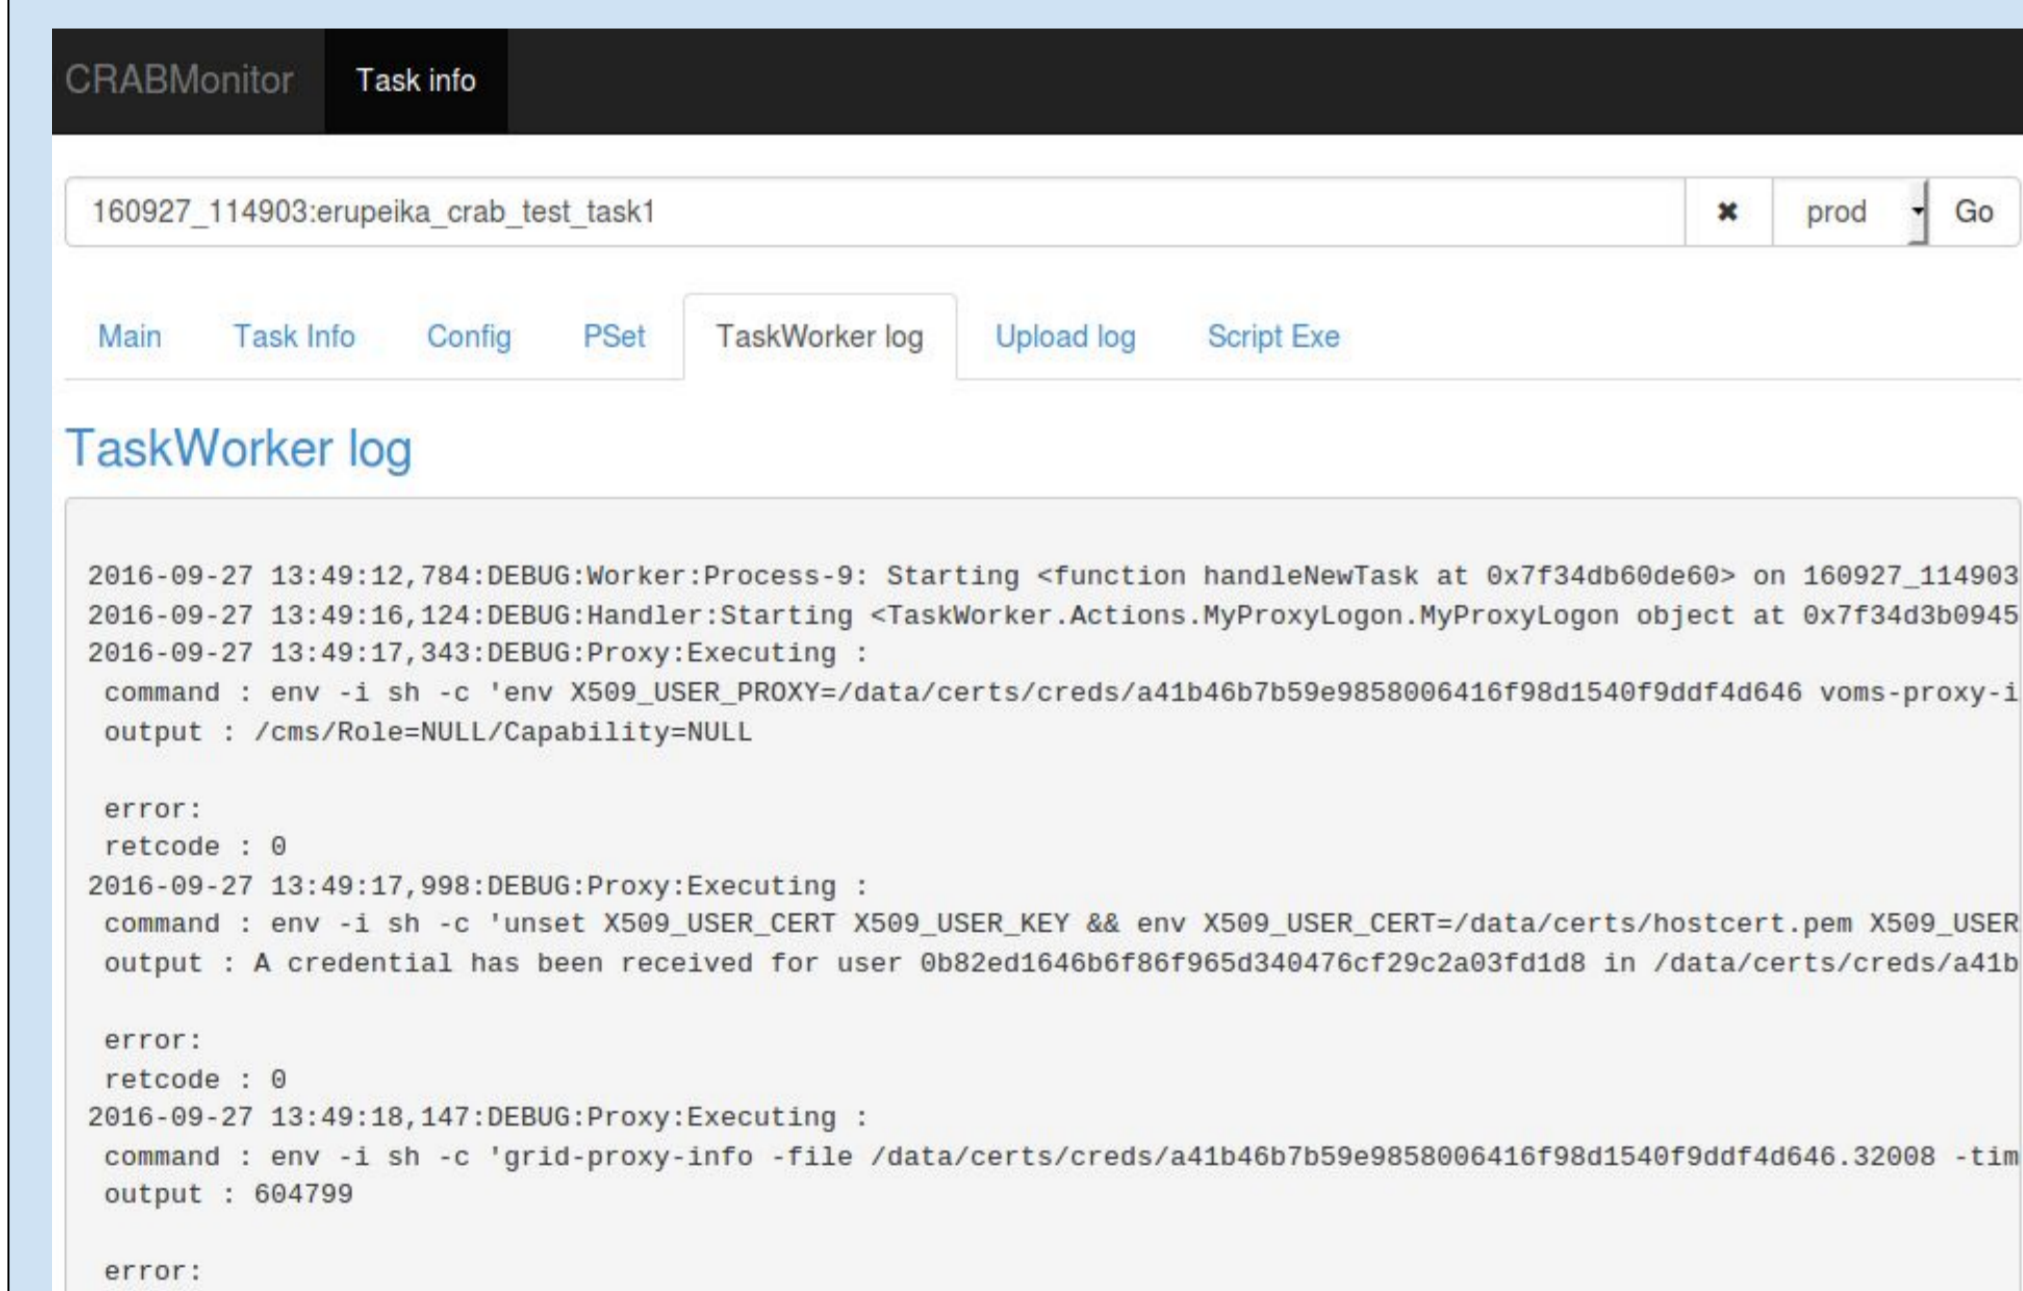 CRABMonitor Task info
160927_114903:erupeika_crab_test_task1 ✖ prod Go
Main Task Info Config PSet TaskWorker log Upload log Script Exe
TaskWorker log
2016-09-27 13:49:12,784:DEBUG:Worker:Process-9: Starting <function handleNewTask at 0x7f34db60de60> on 160927_114903
2016-09-27 13:49:16,124:DEBUG:Handler:Starting <TaskWorker.Actions.MyProxyLogon.MyProxyLogon object at 0x7f34d3b0945
2016-09-27 13:49:17,343:DEBUG:Proxy:Executing :
command : env -i sh -c 'env X509_USER_PROXY=/data/certs/creds/a41b46b7b59e9858006416f98d1540f9ddf4d646 voms-proxy-i
output : /cms/Role=NULL/Capability=NULL
error:
retcode : 0
2016-09-27 13:49:17,998:DEBUG:Proxy:Executing :
command : env -i sh -c 'unset X509_USER_CERT X509_USER_KEY && env X509_USER_CERT=/data/certs/hostcert.pem X509_USER
output : A credential has been received for user 0b82ed1646b6f86f965d340476cf29c2a03fd1d8 in /data/certs/creds/a41b
error:
retcode : 0
2016-09-27 13:49:18,147:DEBUG:Proxy:Executing :
command : env -i sh -c 'grid-proxy-info -file /data/certs/creds/a41b46b7b59e9858006416f98d1540f9ddf4d646.32008 -tim
output : 604799
error: